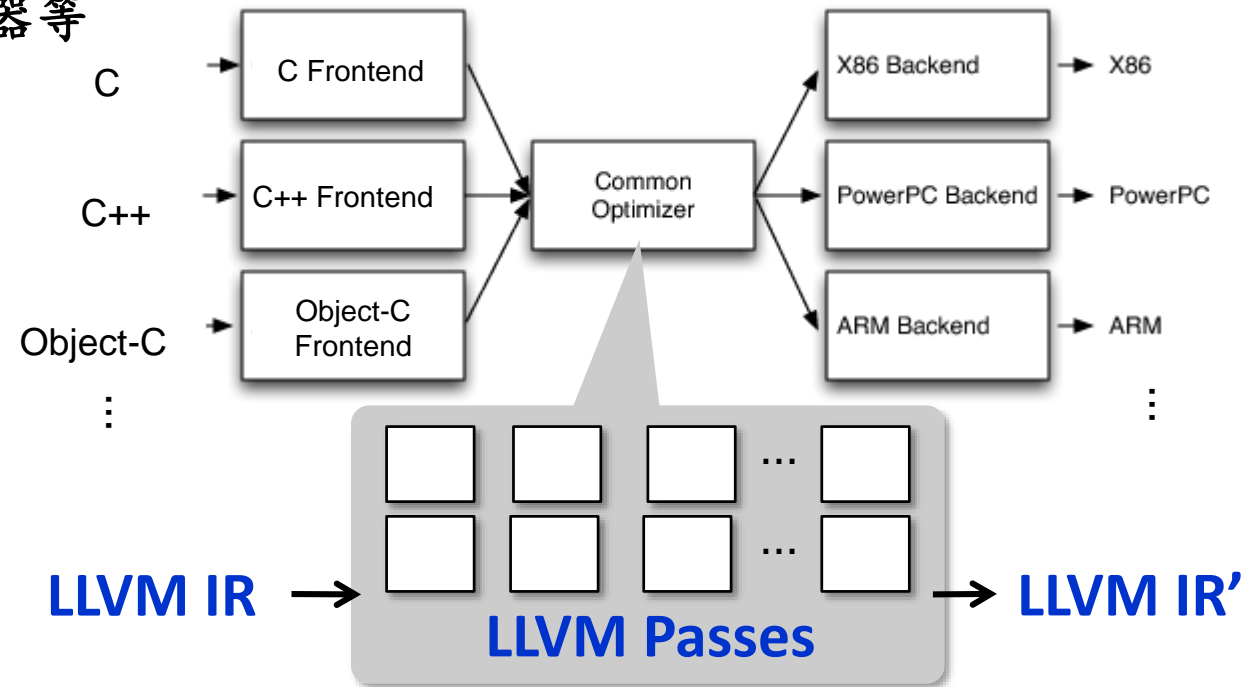 器等
C
C Frontend
X86 Backend
X86
C++
C++ Frontend
Common
Optimizer
PowerPC Backend
PowerPC
Object-C
Object-C
Frontend
ARM Backend
ARM
⋮
⋮
...
...
LLVM IR
LLVM Passes
LLVM IR’